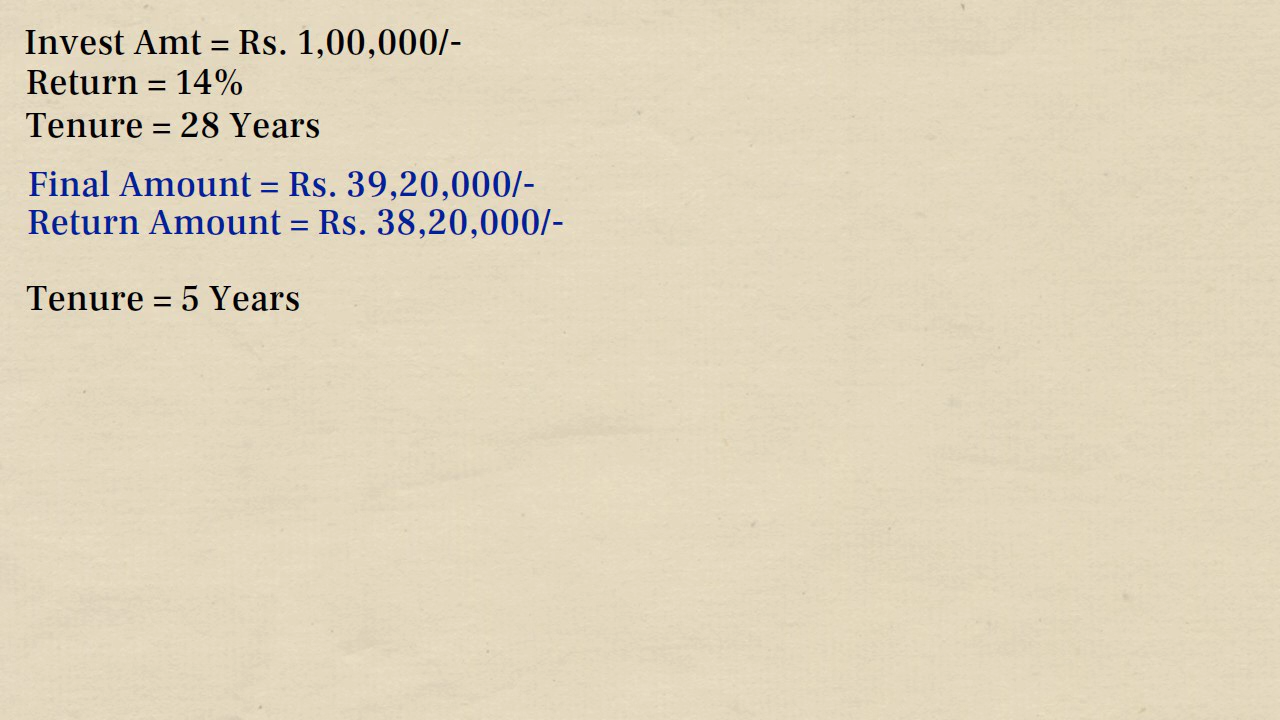 Invest Amt = Rs. 1,00,000/-
Return = 14%
Tenure = 28 Years
Final Amount = Rs. 39,20,000/-
Return Amount = Rs. 38,20,000/-
Tenure = 5 Years